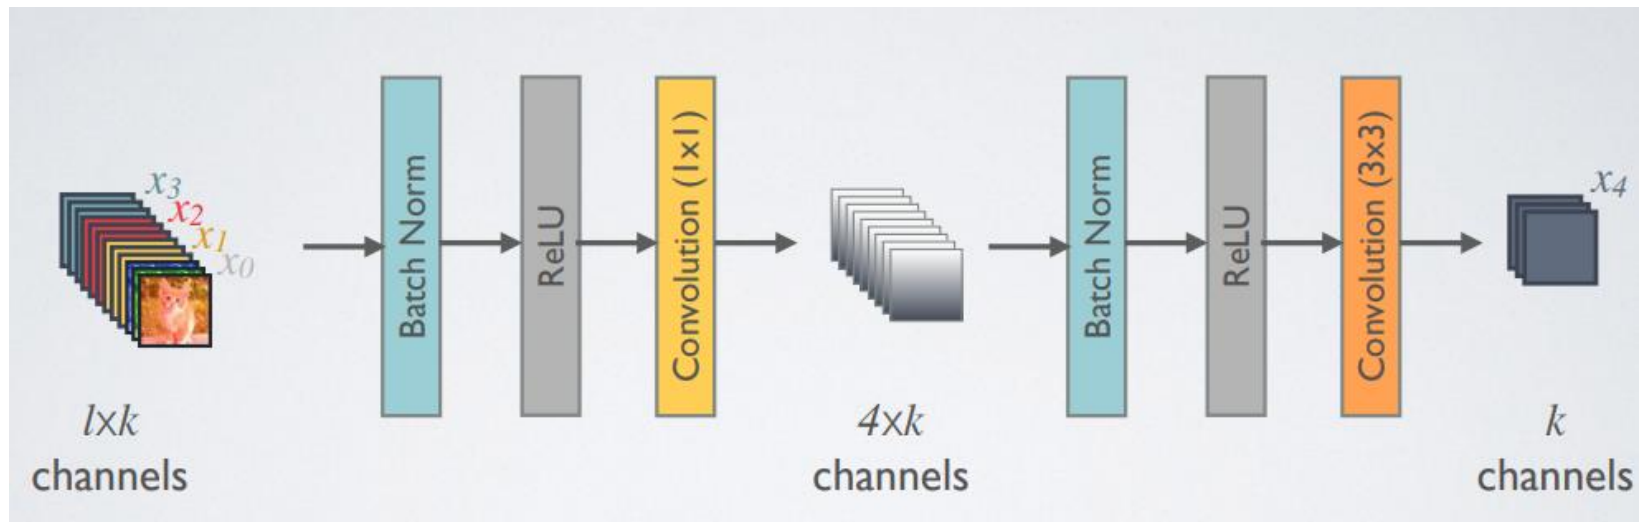 x3
x2
x1
x0
l×k
channels
Batch Norm
ReLU
Convolution (1x1)
4×k
channels
Batch Norm
ReLU
Convolution (3x3)
x4
k
channels